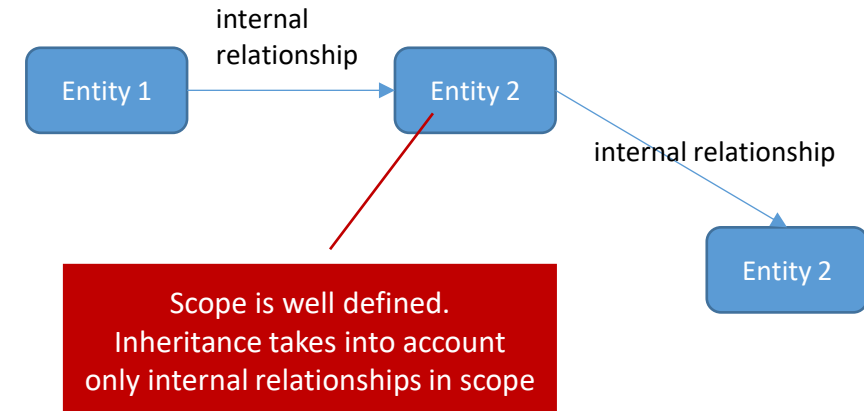 internal
relationship
Entity 1
Entity 2
internal relationship
Entity 2
Scope is well defined.
Inheritance takes into account
only internal relationships in scope